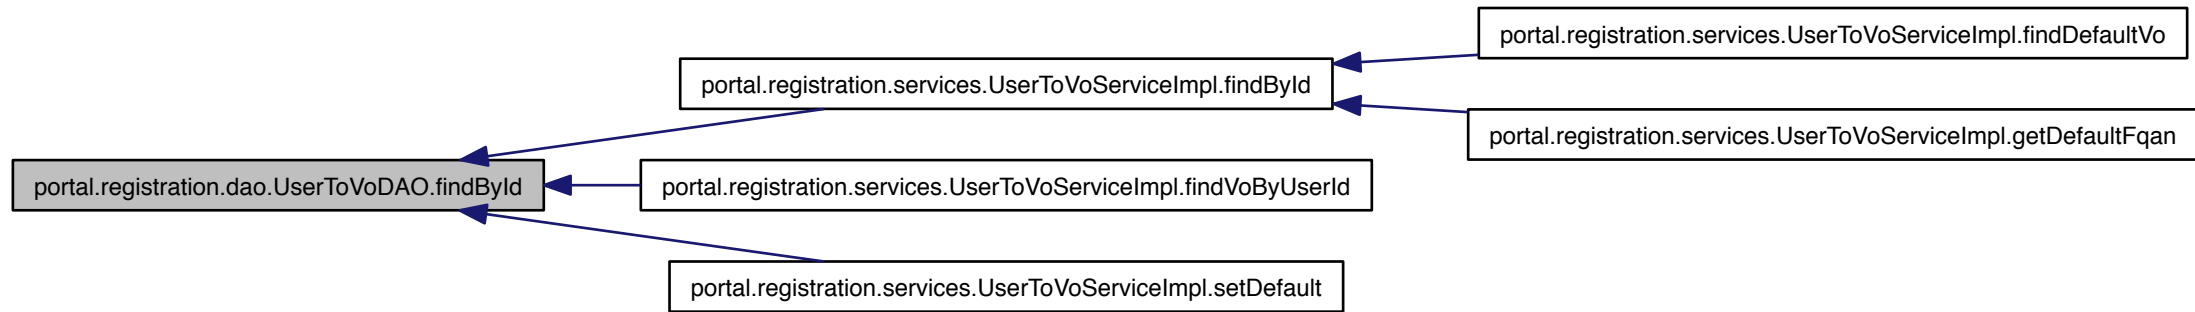 portal.registration.services.UserToVoServiceImpl.findDefaultVo
portal.registration.services.UserToVoServiceImpl.findById
portal.registration.services.UserToVoServiceImpl.getDefaultFqan
portal.registration.dao.UserToVoDAO.findById
portal.registration.services.UserToVoServiceImpl.findVoByUserId
portal.registration.services.UserToVoServiceImpl.setDefault